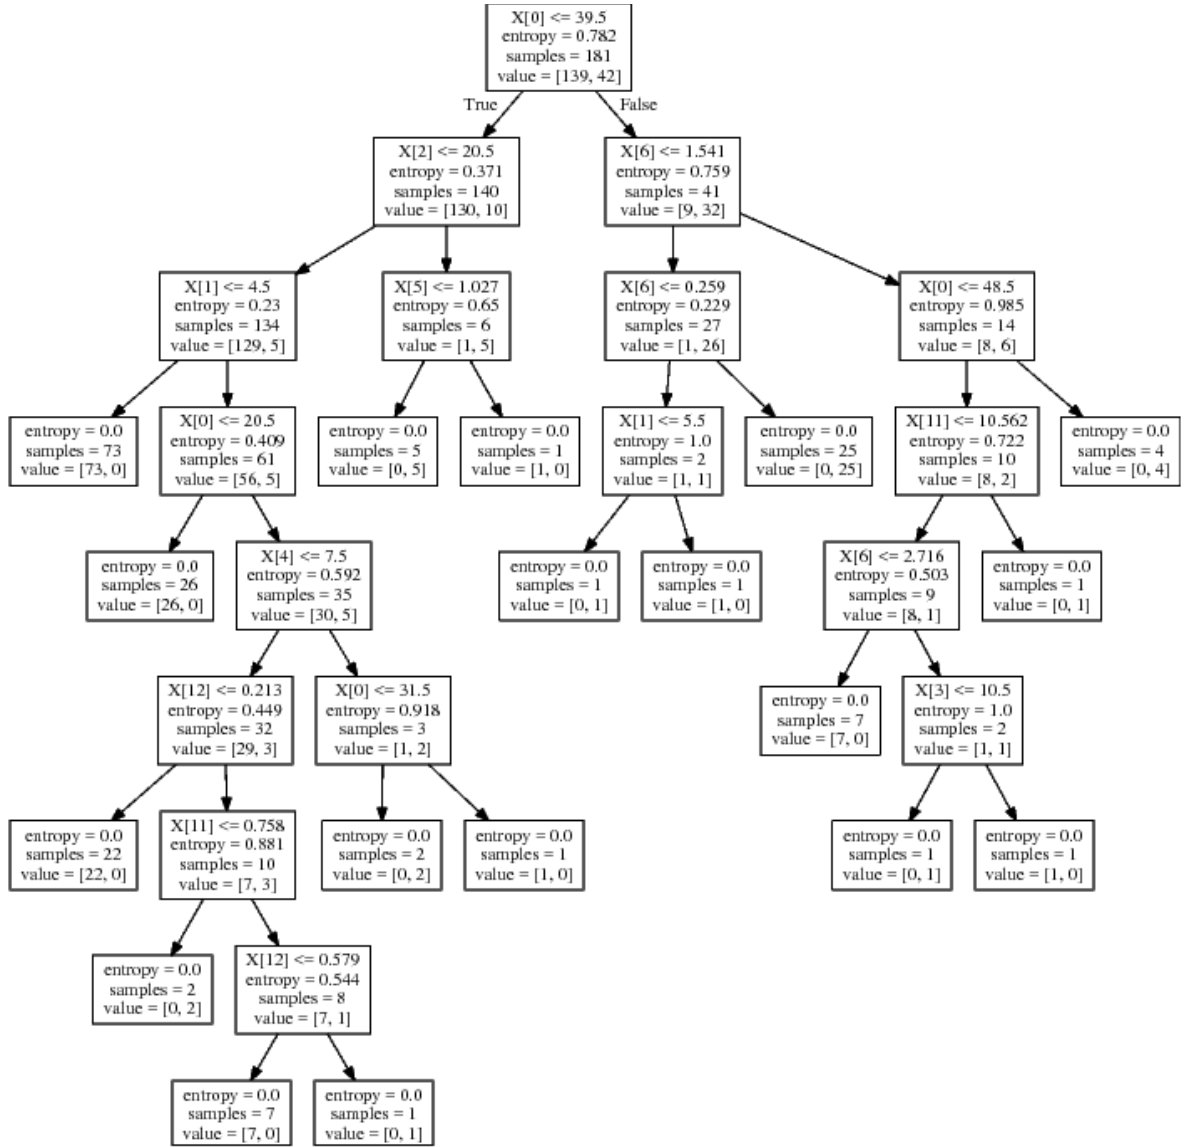 X[0] <= 39.5
entropy = 0.782
samples = 181
value = [139, 42]
True
False
X[2] <= 20.5
entropy = 0.371
samples = 140
value = [130, 10]
X[6] <= 1.541
entropy = 0.759
samples = 41
value = [9, 32]
X[1] <= 4.5
entropy = 0.23
samples = 134
value = [129, 5]
X[5] <= 1.027
entropy = 0.65
samples = 6
value = [1, 5]
X[6] <= 0.259
entropy = 0.229
samples = 27
value = [1, 26]
X[0] <= 48.5
entropy = 0.985
samples = 14
value = [8, 6]
entropy = 0.0
samples = 73
value = [73, 0]
X[0] <= 20.5
entropy = 0.409
samples = 61
value = [56, 5]
entropy = 0.0
samples = 5
value = [0, 5]
entropy = 0.0
samples = 1
value = [1, 0]
X[1] <= 5.5
entropy = 1.0
samples = 2
value = [1, 1]
entropy = 0.0
samples = 25
value = [0, 25]
X[11] <= 10.562
entropy = 0.722
samples = 10
value = [8, 2]
entropy = 0.0
samples = 4
value = [0, 4]
entropy = 0.0
samples = 26
value = [26, 0]
X[4] <= 7.5
entropy = 0.592
samples = 35
value = [30, 5]
entropy = 0.0
samples = 1
value = [0, 1]
entropy = 0.0
samples = 1
value = [1, 0]
X[6] <= 2.716
entropy = 0.503
samples = 9
value = [8, 1]
entropy = 0.0
samples = 1
value = [0, 1]
X[12] <= 0.213
entropy = 0.449
samples = 32
value = [29, 3]
X[0] <= 31.5
entropy = 0.918
samples = 3
value = [1, 2]
entropy = 0.0
samples = 7
value = [7, 0]
X[3] <= 10.5
entropy = 1.0
samples = 2
value = [1, 1]
entropy = 0.0
samples = 22
value = [22, 0]
X[11] <= 0.758
entropy = 0.881
samples = 10
value = [7, 3]
entropy = 0.0
samples = 2
value = [0, 2]
entropy = 0.0
samples = 1
value = [1, 0]
entropy = 0.0
samples = 1
value = [0, 1]
entropy = 0.0
samples = 1
value = [1, 0]
entropy = 0.0
samples = 2
value = [0, 2]
X[12] <= 0.579
entropy = 0.544
samples = 8
value = [7, 1]
entropy = 0.0
samples = 7
value = [7, 0]
entropy = 0.0
samples = 1
value = [0, 1]